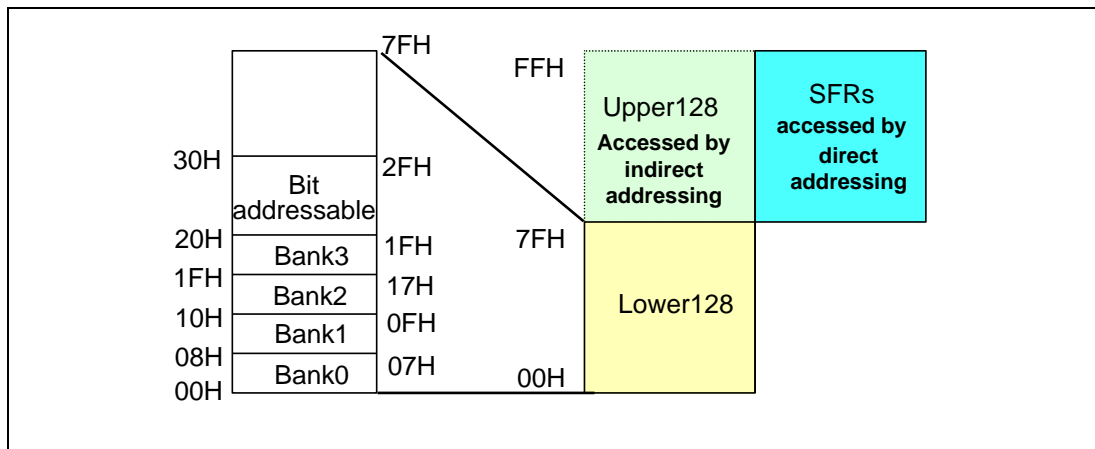 7FH
FFH
Upper128
Accessed by
indirect
addressing
SFRs
accessed by
direct
addressing
30H
2FH
Bit
addressable
20H
7FH
1FH
Bank3
1FH
17H
Bank2
Lower128
10H
0FH
Bank1
08H
07H
Bank0
00H
00H